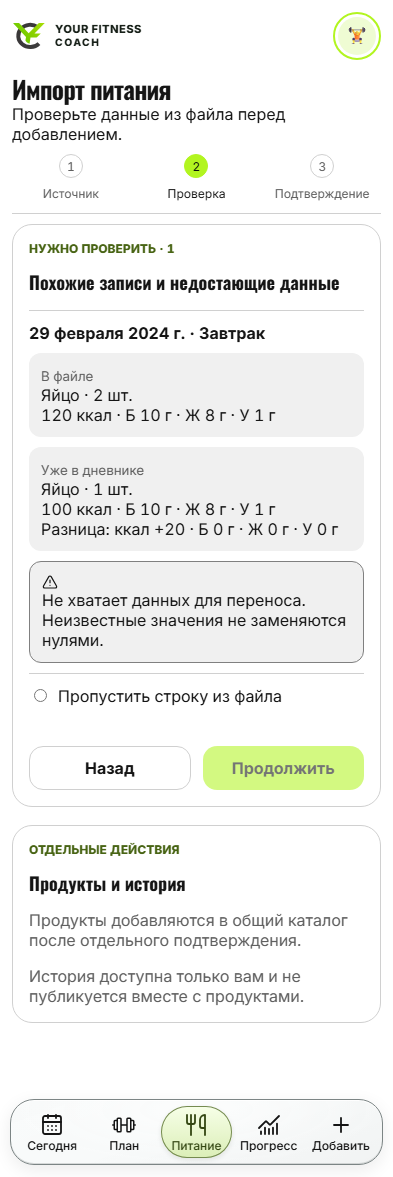 YOUR FITNESS
COACH
Импорт питания
Проверьте данные из файла перед
добавлением.
1
2
3
Источник
Проверка
Подтверждение
НУЖНО ПРОВЕРИТЬ · 1
Похожие записи и недостающие данные
29 февраля 2024 г. · Завтрак
В файле
Яйцо · 2 шт.
120 ккал · Б 10 г · Ж 8 г · У 1 г
Уже в дневнике
Яйцо · 1 шт.
100 ккал · Б 10 г · Ж 8 г · У 1 г
Разница: ккал +20 · Б 0 г · Ж 0 г · У 0 г
Не хватает данных для переноса.
Неизвестные значения не заменяются
нулями.
Пропустить строку из файла
Назад
Продолжить
ОТДЕЛЬНЫЕ ДЕЙСТВИЯ
Продукты и история
Продукты добавляются в общий каталог
после отдельного подтверждения.
История доступна только вам и не
публикуется вместе с продуктами.
Сегодня
План
Питание
Прогресс
Добавить